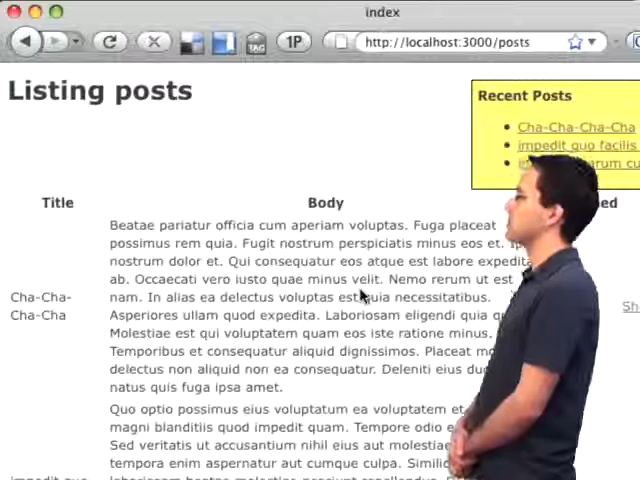 index
TAG
1P
http://localhost:3000/posts
Listing posts
Recent Posts
Cha-Cha-Cha-Cha
impedit quo facilis
Title
Body
Beatae pariatur officia cum aperiam voluptas. Fuga placeat
possimus rem quia. Fugit nostrum perspiciatis minus eos et.
nostrum dolor et. Qui consequatur eos atque est labore expedita
ab. Occaecati vero iusto quae minus velit. Nemo rerum ut est
Cha-Cha-
Cha-Cha
nam. In alias ea delectus voluptas est quia necessitatibus.
Asperiores ullam quod expedita. Laboriosam eligendi quia
Molestiae est qui voluptatem quam eos iste ratione minus.
Temporibus et consequatur aliquid dignissimos. Placeat
delectus non aliquid non ea consequatur. Deleniti eius
natus quis fuga ipsa amet.
Quo optio possimus eius voluptatum ea voluptatem et
magni blanditiis quod impedit quam. Tempore odio
Sed veritatis ut accusantium nihil eius aut molestiae
tempora enim aspernatur aut cumque culpa.